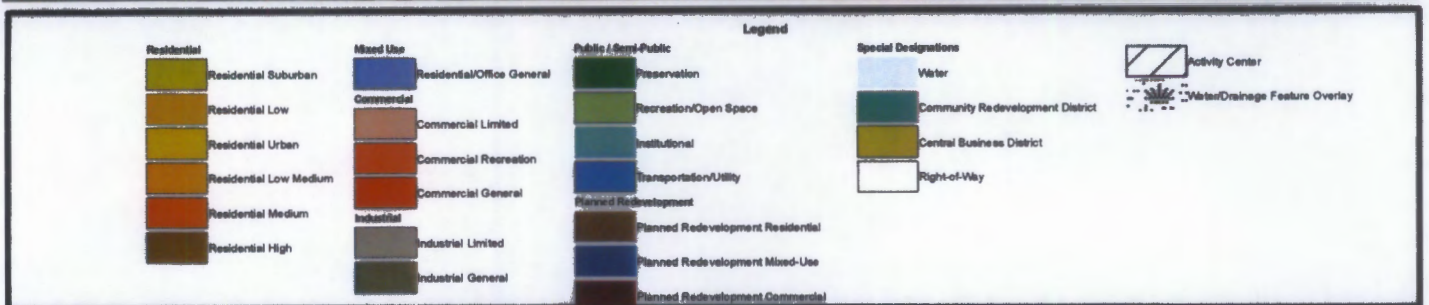 Legend
Residential
Residential Suburban
Residential Low
Residential Urban
Residential Low Medium
Residential Medium
Residential High
Mixed Use
Residential/Office General
Commercial
Commercial Limited
Commercial Recreation
Commercial General
Industrial
Industrial Limited
Industrial General
Public / Semi-Public
Preservation
Recreation/Open Space
Institutional
Transportation/Utility
Planned Redevelopment
Planned Redevelopment Residential
Planned Redevelopment Mixed-Use
Planned Redevelopment Commercial
Special Designations
Water
Community Redevelopment District
Central Business District
Right-of-Way
Activity Center
Water/Drainage Feature Overlay